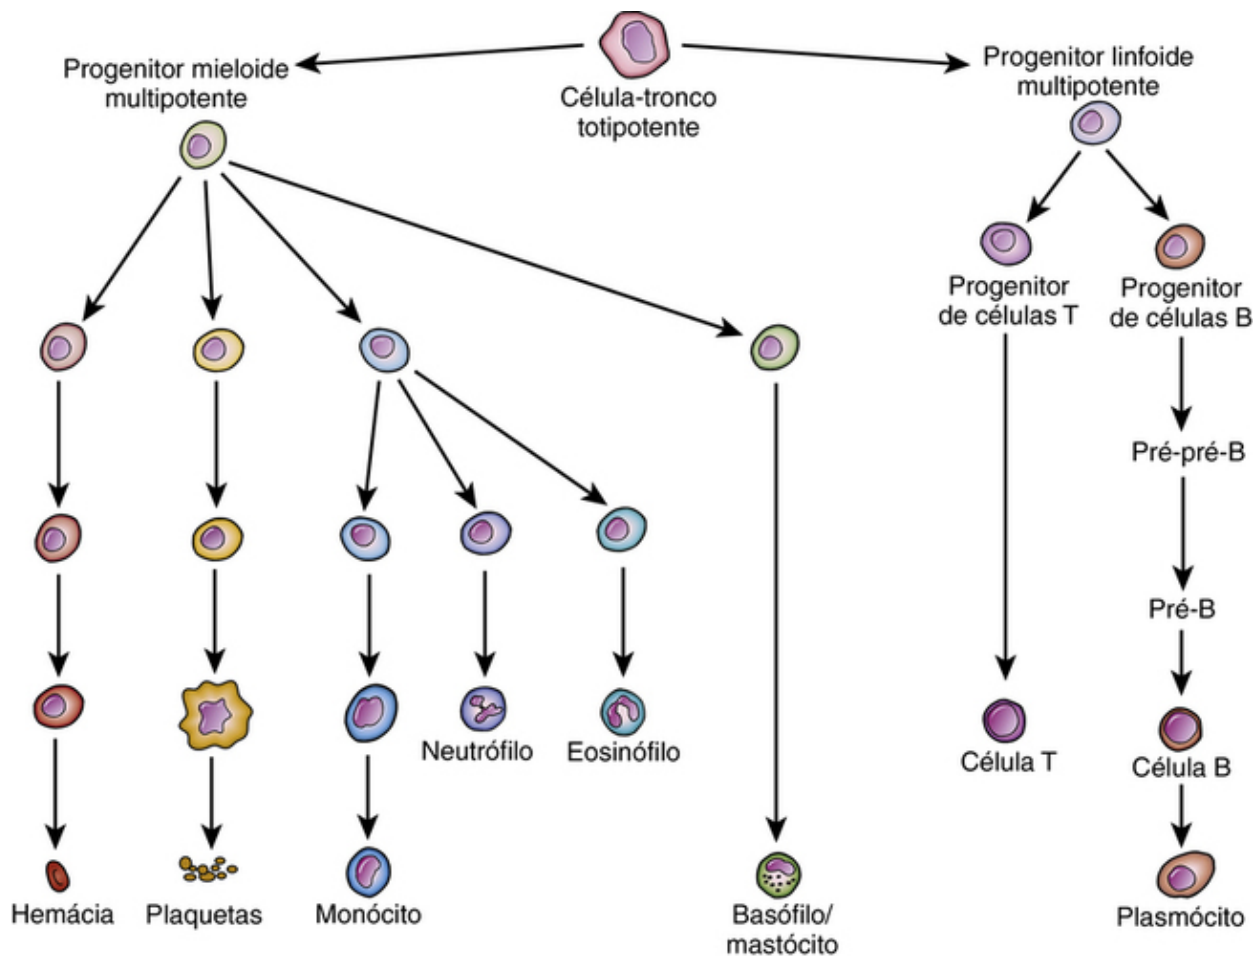 Progenitor mieloide
multipotente
Célula-tronco
totipotente
Progenitor linfoide
multipotente
Progenitor
de células T
Progenitor
de células B
Pré-pré-B
Pré-B
Neutrófilo
Eosinófilo
Célula T
Célula B
Hemácia
Plaquetas
Monócito
Basófilo/
mastócito
Plasmócito